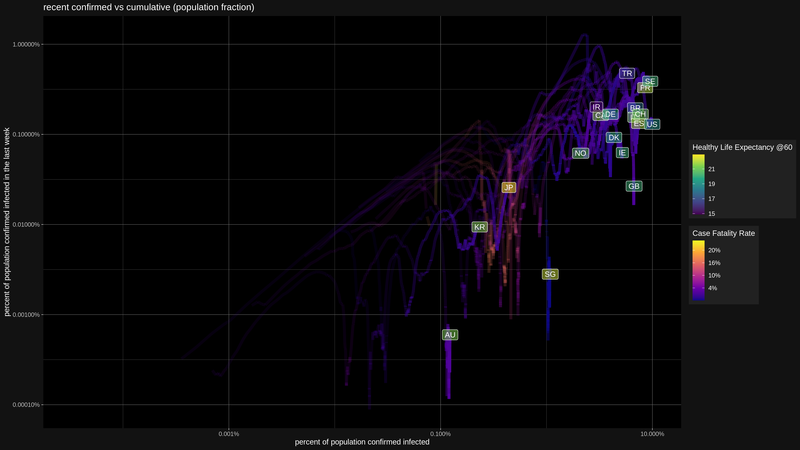 recent confirmed vs cumulative (population fraction)
1.00000%
0.10000%
0.01000%
0.00100%
0.00010%
percent of population confirmed infected in the last week
TR
SE
FR
IR
BR
DE
CH
ES
US
DK
NO
IE
GB
JP
KR
SG
AU
0.001%
0.100%
10.000%
percent of population confirmed infected
Healthy Life Expectancy @60
21
19
17
15
Case Fatality Rate
20%
16%
10%
4%